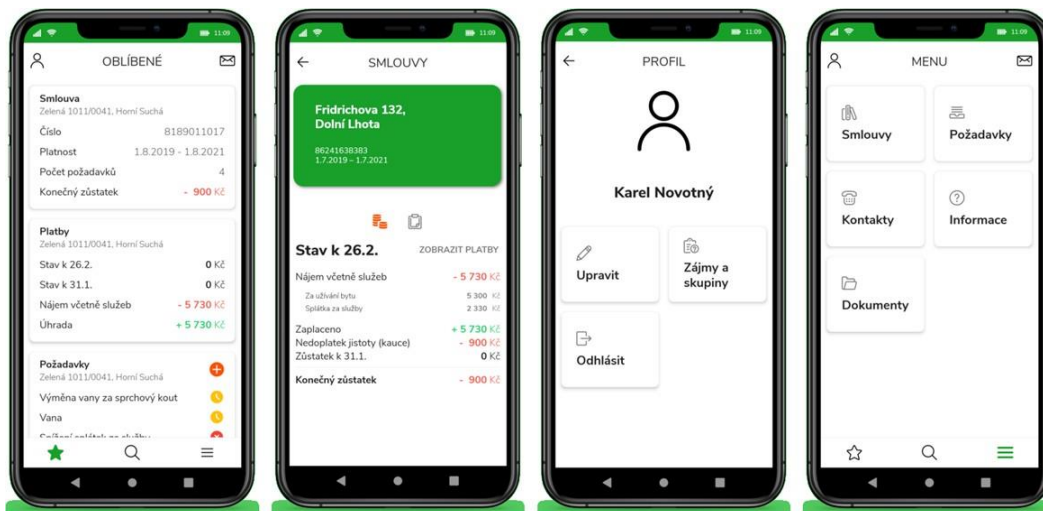 11:09
OBLÍBENÉ
Smlouva
Zelená 1011/0041, Horní Suchá
Číslo 8189011017
Platnost 1.8.2019 - 1.8.2021
Počet požadavků 4
Konečný zůstatek - 900 Kč
Platby
Zelená 1011/0041, Horní Suchá
Stav k 26.2. 0 Kč
Stav k 31.1. 0 Kč
Nájem včetně služeb - 5 730 Kč
Úhrada + 5 730 Kč
Požadavky
Zelená 1011/0041, Horní Suchá
Výměna vany za sprchový kout
Vana
Snížení splátek za služby
11:09
SMLOUVY
Fridrichova 132,
Dolní Lhota
86241638383
1.7.2019 – 1.7.2021
Stav k 26.2. ZOBRAZIT PLATBY
Nájem včetně služeb - 5 730 Kč
Za užívání bytu 5 300 Kč
Splátka za služby 2 330 Kč
Zaplaceno + 5 730 Kč
Nedoplatek jistoty (kauce) - 900 Kč
Zůstatek k 31.1. 0 Kč
Konečný zůstatek - 900 Kč
11:09
PROFIL
Karel Novotný
Upravit
Zájmy a
skupiny
Odhlásit
11:09
MENU
Smlouvy
Požadavky
Kontakty
Informace
Dokumenty